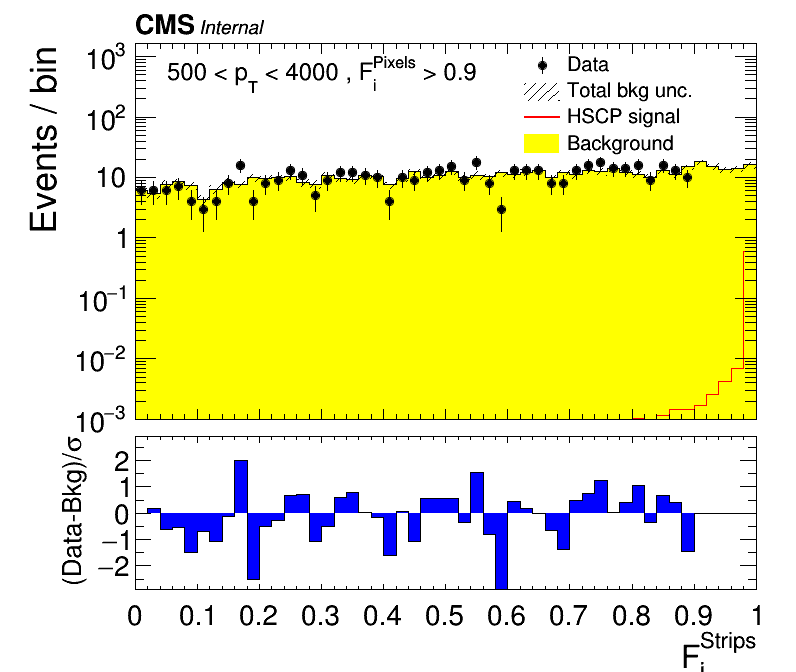 CMS Internal
500 < p_T < 4000 , F_i^Pixels > 0.9
Data
Total bkg unc.
HSCP signal
Background
Events / bin
10^3
10^2
10
1
10^−1
10^−2
10^−3
(Data-Bkg)/σ
2
1
0
−1
−2
0 0.1 0.2 0.3 0.4 0.5 0.6 0.7 0.8 0.9 1
F_i^Strips